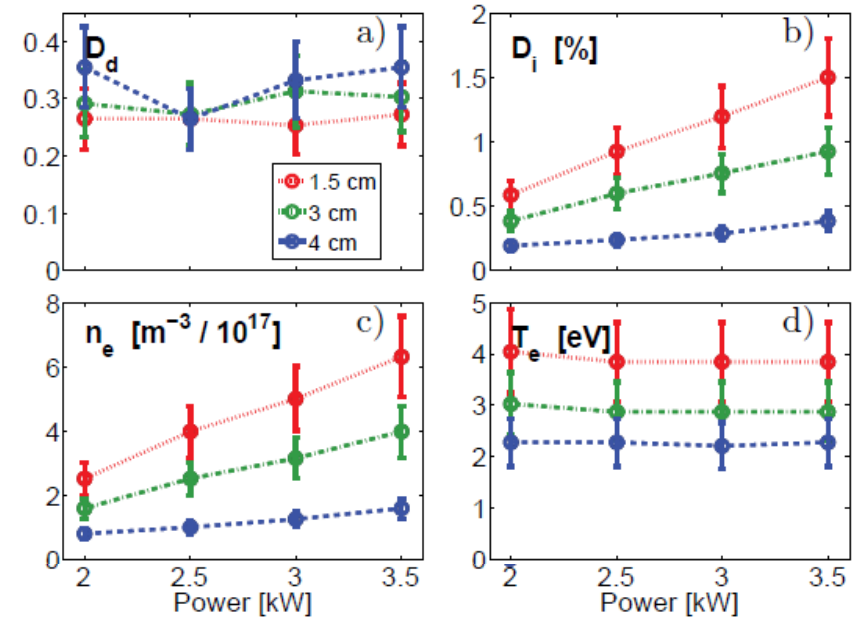 a)
D_d
0.4
0.3
0.2
0.1
0
1.5 cm
3 cm
4 cm
b)
D_i [%]
2
1.5
1
0.5
0
c)
n_e [m^−3 / 10^17]
8
6
4
2
0
2 2.5 3 3.5
Power [kW]
d)
T_e [eV]
5
4
3
2
1
0
2 2.5 3 3.5
Power [kW]